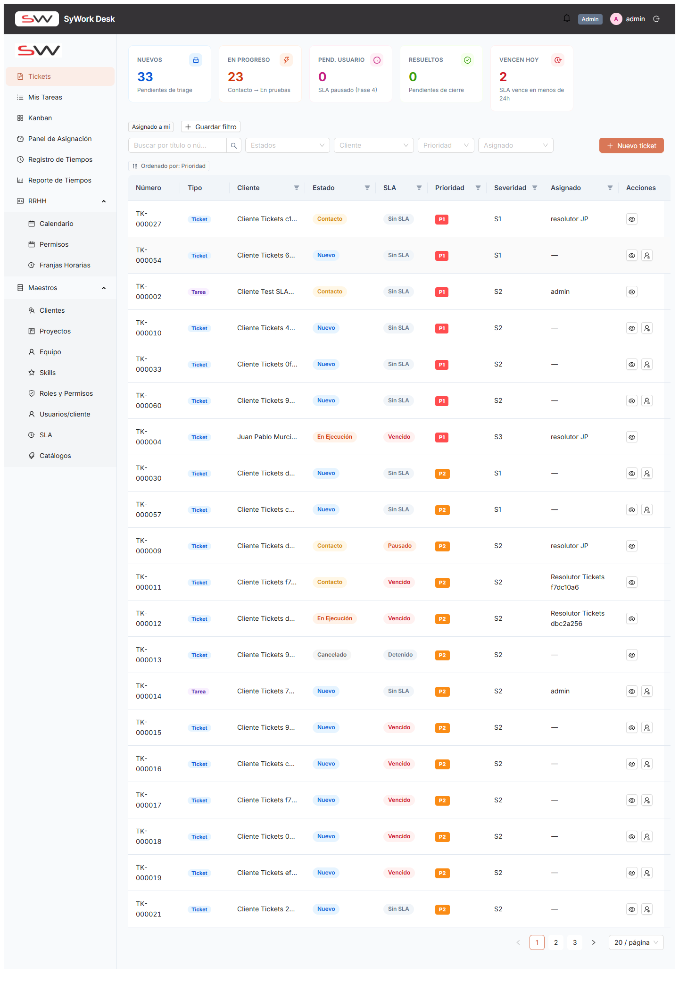 SW
SyWork Desk
Admin
A
admin
SW
Tickets
Mis Tareas
Kanban
Panel de Asignación
Registro de Tiempos
Reporte de Tiempos
RRHH
Calendario
Permisos
Franjas Horarias
Maestros
Clientes
Proyectos
Equipo
Skills
Roles y Permisos
Usuarios/cliente
SLA
Catálogos
NUEVOS
33
Pendientes de triage
EN PROGRESO
23
Contacto → En pruebas
PEND. USUARIO
0
SLA pausado (Fase 4)
RESUELTOS
0
Pendientes de cierre
VENCEN HOY
2
SLA vence en menos de
24h
Asignado a mí
+ Guardar filtro
Buscar por título o nú...
Estados
Cliente
Prioridad
Asignado
+ Nuevo ticket
Ordenado por: Prioridad
Número Tipo Cliente Estado SLA Prioridad Severidad Asignado Acciones
TK-
000027 Ticket Cliente Tickets c1... Contacto Sin SLA P1 S1 resolutor JP
TK-
000054 Ticket Cliente Tickets 6... Nuevo Sin SLA P1 S1 —
TK-
000002 Tarea Cliente Test SLA... Contacto Sin SLA P1 S2 admin
TK-
000010 Ticket Cliente Tickets 4... Nuevo Sin SLA P1 S2 —
TK-
000033 Ticket Cliente Tickets 0f... Nuevo Sin SLA P1 S2 —
TK-
000060 Ticket Cliente Tickets 9... Nuevo Sin SLA P1 S2 —
TK-
000004 Ticket Juan Pablo Murci... En Ejecución Vencido P1 S3 resolutor JP
TK-
000030 Ticket Cliente Tickets d... Nuevo Sin SLA P2 S1 —
TK-
000057 Ticket Cliente Tickets c... Nuevo Sin SLA P2 S1 —
TK-
000009 Ticket Cliente Tickets d... Contacto Pausado P2 S2 resolutor JP
TK-
000011 Ticket Cliente Tickets f7... Contacto Vencido P2 S2 Resolutor Tickets
f7dc10a6
TK-
000012 Ticket Cliente Tickets d... En Ejecución Vencido P2 S2 Resolutor Tickets
dbc2a256
TK-
000013 Ticket Cliente Tickets 9... Cancelado Detenido P2 S2 —
TK-
000014 Tarea Cliente Tickets 7... Nuevo Sin SLA P2 S2 admin
TK-
000015 Ticket Cliente Tickets 9... Nuevo Vencido P2 S2 —
TK-
000016 Ticket Cliente Tickets c... Nuevo Vencido P2 S2 —
TK-
000017 Ticket Cliente Tickets f7... Nuevo Vencido P2 S2 —
TK-
000018 Ticket Cliente Tickets 0... Nuevo Vencido P2 S2 —
TK-
000019 Ticket Cliente Tickets ef... Nuevo Vencido P2 S2 —
TK-
000021 Ticket Cliente Tickets 2... Nuevo Sin SLA P2 S2 —
< 1 2 3 > 20 / página